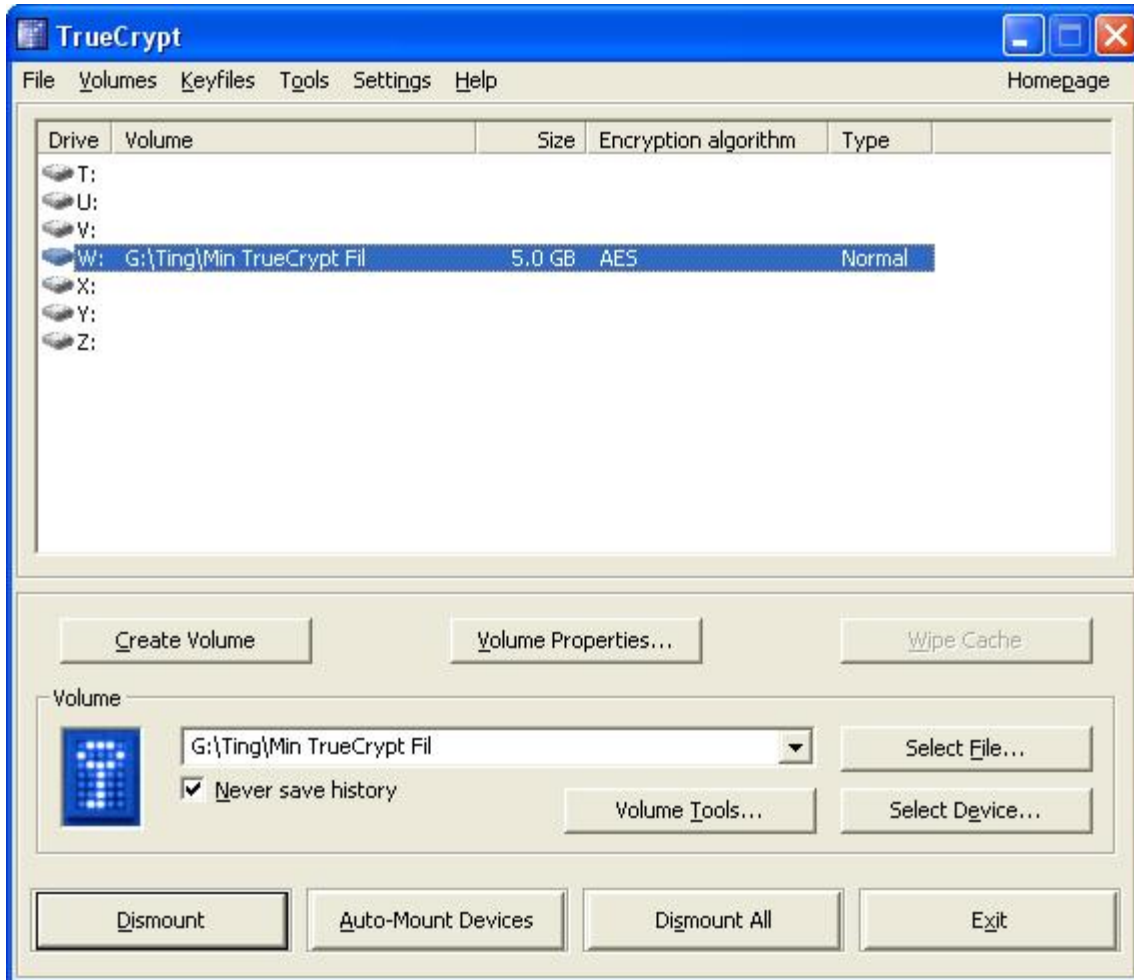 TrueCrypt
File Volumes Keyfiles Tools Settings Help Homepage
Drive Volume Size Encryption algorithm Type
T:
U:
V:
W: G:\Ting\Min TrueCrypt Fil 5.0 GB AES Normal
X:
Y:
Z:
Create Volume Volume Properties... Wipe Cache
Volume
G:\Ting\Min TrueCrypt Fil Select File...
Never save history
Volume Tools... Select Device...
Dismount Auto-Mount Devices Dismount All Exit